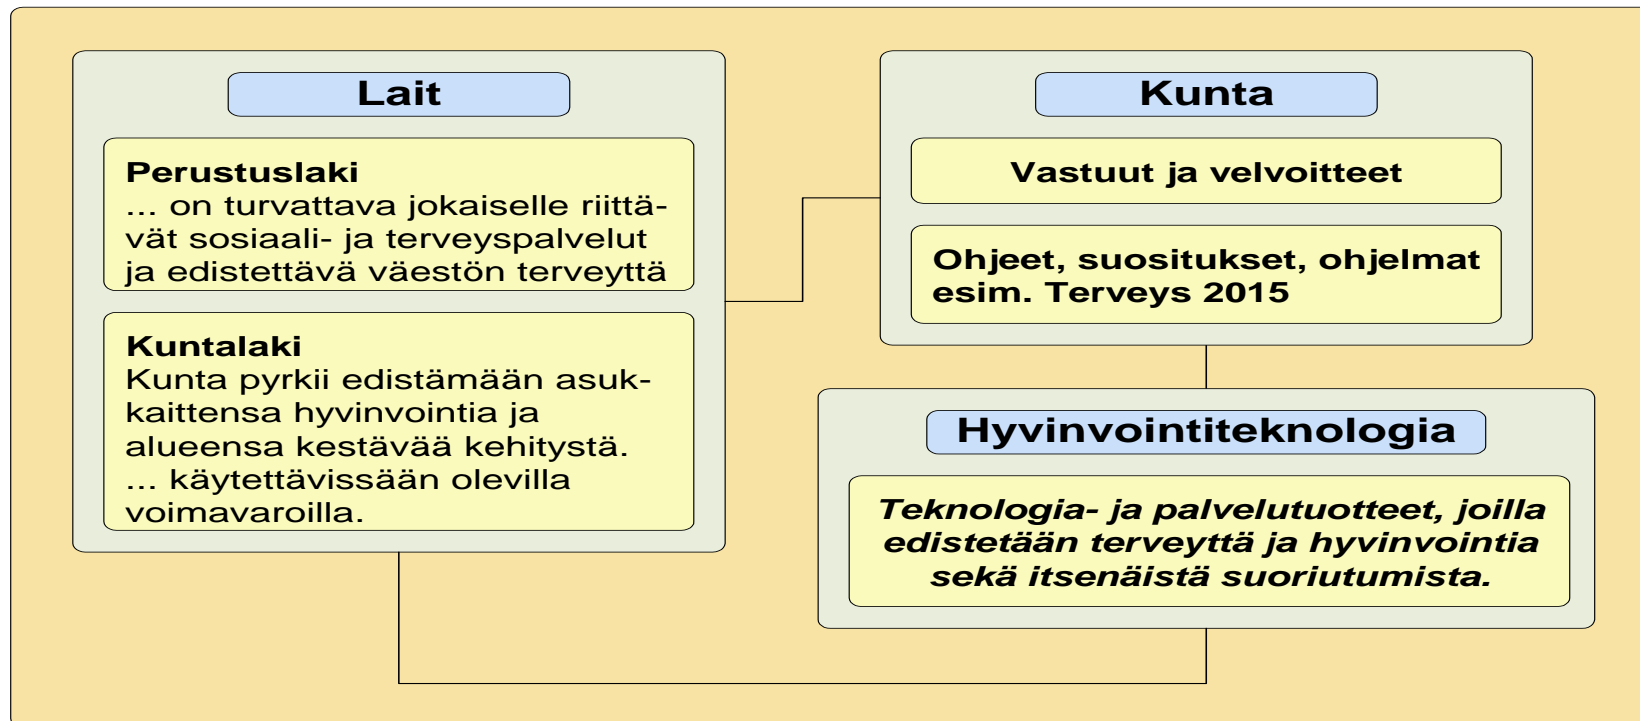 Lait
Perustuslaki
... on turvattava jokaiselle riittä-
vät sosiaali- ja terveyspalvelut
ja edistettävä väestön terveyttä
Kuntalaki
Kunta pyrkii edistämään asuk-
kaittensa hyvinvointia ja
alueensa kestävää kehitystä.
... käytettävissään olevilla
voimavaroilla.
Kunta
Vastuut ja velvoitteet
Ohjeet, suositukset, ohjelmat
esim. Terveys 2015
Hyvinvointiteknologia
Teknologia- ja palvelutuotteet, joilla
edistetään terveyttä ja hyvinvointia
sekä itsenäistä suoriutumista.